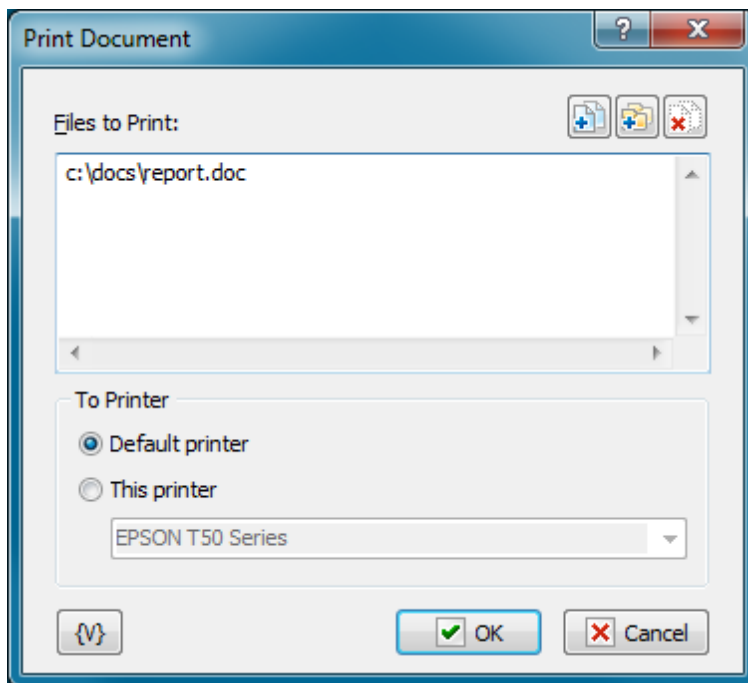 Print Document
?
Files to Print:
c:\docs\report.doc
To Printer
Default printer
This printer
EPSON T50 Series
{V}
OK
Cancel